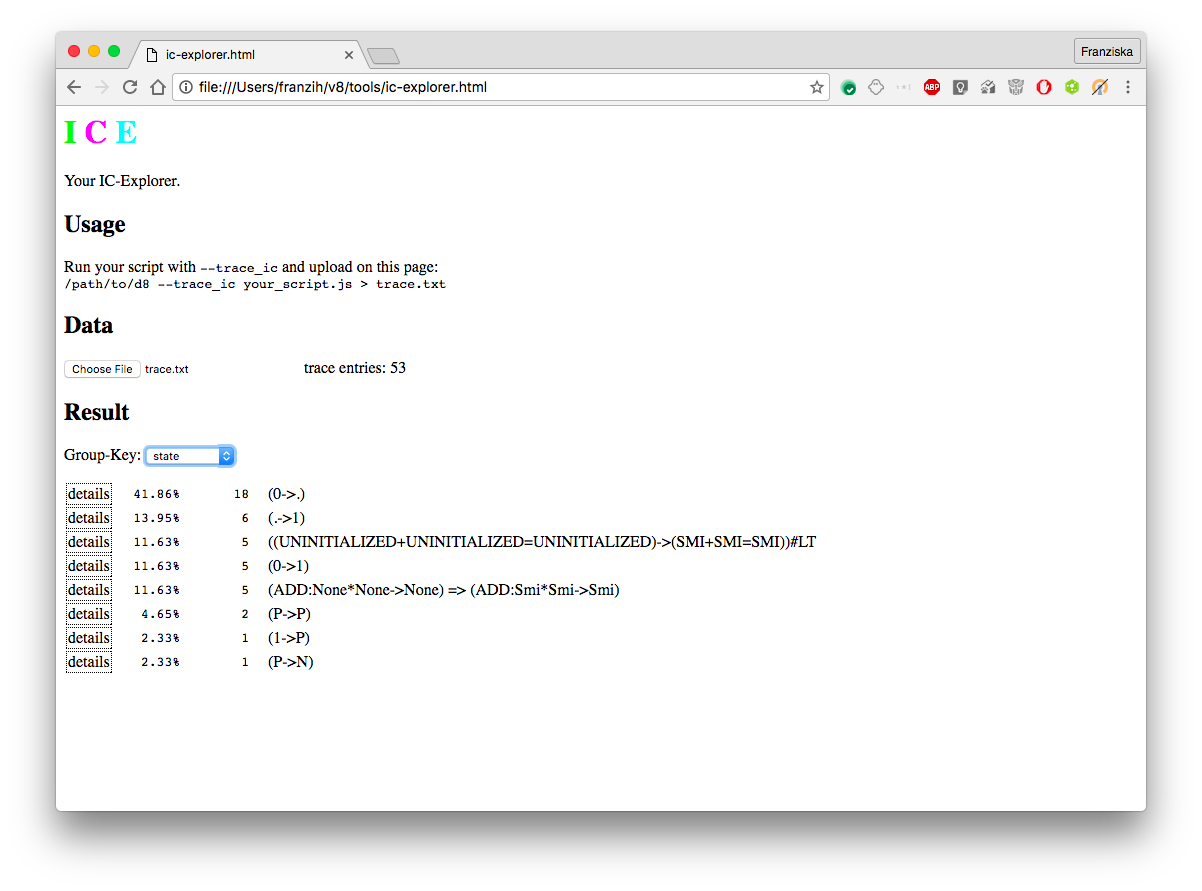 ic-explorer.html
Franziska
file:///Users/franzih/v8/tools/ic-explorer.html
ABP
I C E
Your IC-Explorer.
Usage
Run your script with --trace_ic and upload on this page:
/path/to/d8 --trace_ic your_script.js > trace.txt
Data
Choose File trace.txt trace entries: 53
Result
Group-Key: state
details 41.86% 18 (0->.)
details 13.95% 6 (.->1)
details 11.63% 5 ((UNINITIALIZED+UNINITIALIZED=UNINITIALIZED)->(SMI+SMI=SMI))#LT
details 11.63% 5 (0->1)
details 11.63% 5 (ADD:None*None->None) => (ADD:Smi*Smi->Smi)
details 4.65% 2 (P->P)
details 2.33% 1 (1->P)
details 2.33% 1 (P->N)